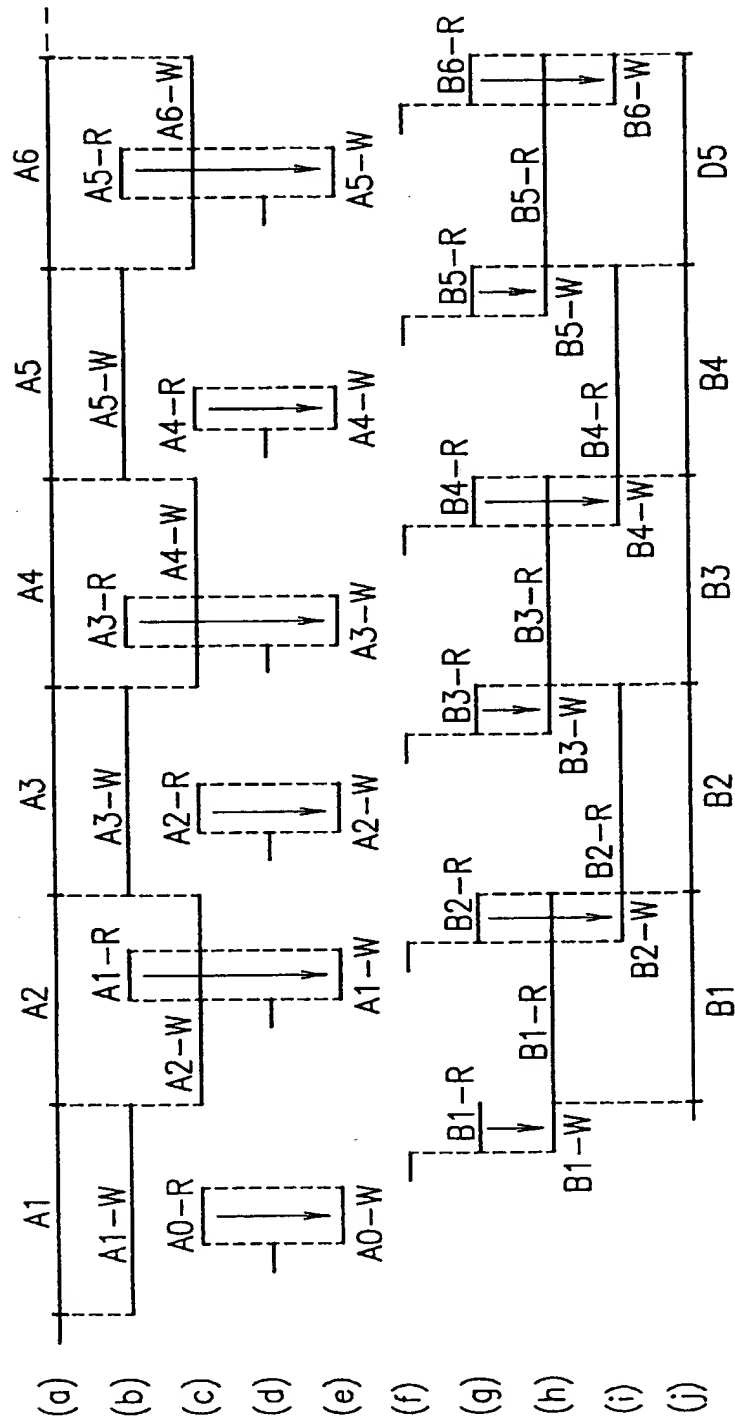 (a) A1 A2 A3 A4 A5 A6
(b) A1-W A1-R A3-W A3-R A5-W A5-R
(c) A0-R A2-W A2-R A4-W A4-R A6-W
(d)
(e) A0-W A1-W A2-W A3-W A4-W A5-W
(f)
(g) B1-R B2-R B3-R B4-R B5-R B6-R
(h) B1-W B1-R B3-W B3-R B5-W B5-R
(i) B2-W B2-R B4-W B4-R B6-W
(j) B1 B2 B3 B4 D5